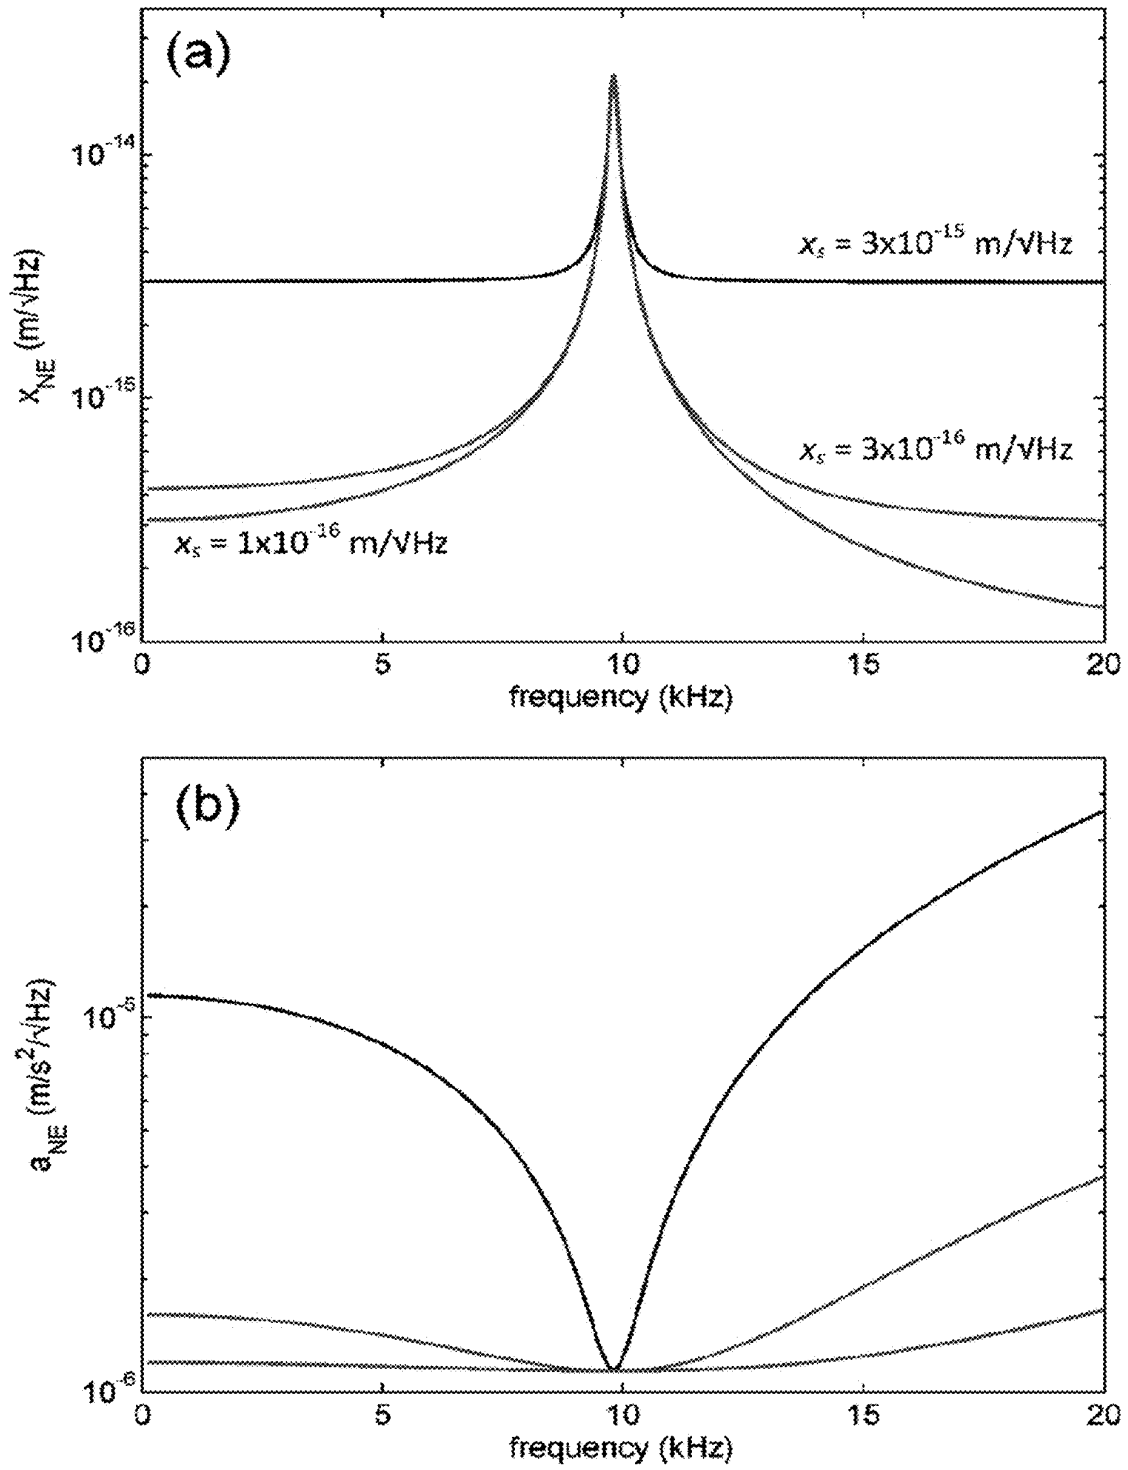 (a)
10⁻¹⁴
10⁻¹⁵
10⁻¹⁶
x_NE (m/√Hz)
x_s = 3x10⁻¹⁵ m/√Hz
x_s = 3x10⁻¹⁶ m/√Hz
x_s = 1x10⁻¹⁶ m/√Hz
0 5 10 15 20
frequency (kHz)
(b)
10⁻⁵
10⁻⁶
a_NE (m/s²/√Hz)
0 5 10 15 20
frequency (kHz)